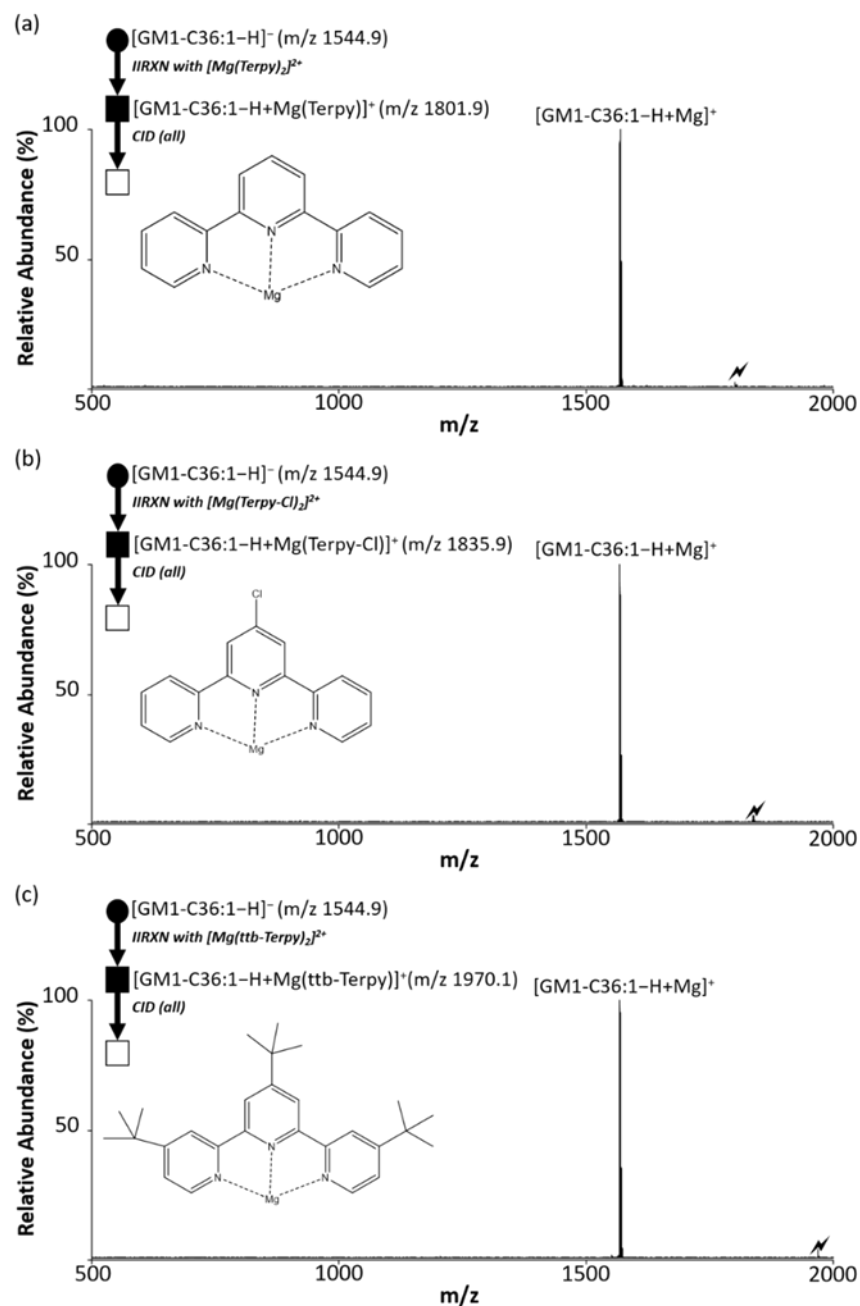 (a)
[GM1-C36:1−H]⁻ (m/z 1544.9)
IIRXN with [Mg(Terpy)₂]²⁺
[GM1-C36:1−H+Mg(Terpy)]⁺ (m/z 1801.9)
CID (all)
[GM1-C36:1−H+Mg]⁺
Relative Abundance (%)
100
50
N
N
N
Mg
500
1000
1500
2000
m/z
(b)
[GM1-C36:1−H]⁻ (m/z 1544.9)
IIRXN with [Mg(Terpy-Cl)₂]²⁺
[GM1-C36:1−H+Mg(Terpy-Cl)]⁺ (m/z 1835.9)
CID (all)
[GM1-C36:1−H+Mg]⁺
Relative Abundance (%)
100
50
Cl
N
N
N
Mg
500
1000
1500
2000
m/z
(c)
[GM1-C36:1−H]⁻ (m/z 1544.9)
IIRXN with [Mg(ttb-Terpy)₂]²⁺
[GM1-C36:1−H+Mg(ttb-Terpy)]⁺(m/z 1970.1)
CID (all)
[GM1-C36:1−H+Mg]⁺
Relative Abundance (%)
100
50
N
N
N
Mg
500
1000
1500
2000
m/z